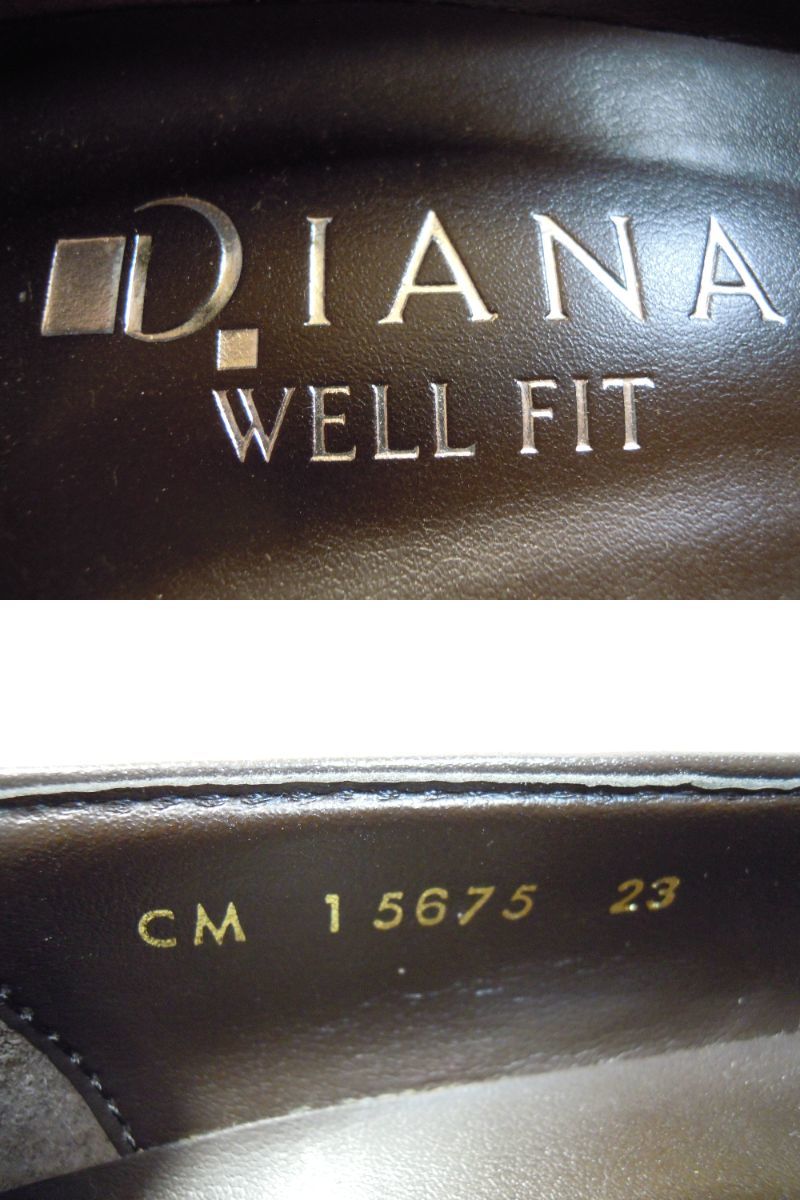 DIANA
WELL FIT
CM 15675 23